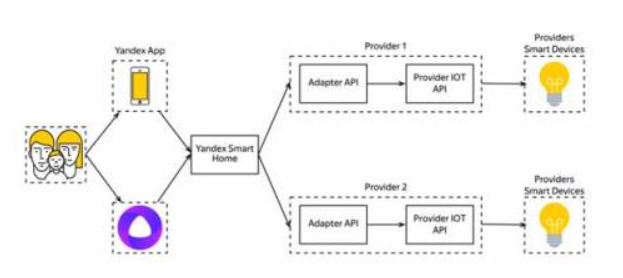 Yandex App
Yandex Smart
Home
Provider 1
Adapter API
Provider IOT
API
Providers
Smart Devices
Provider 2
Adapter API
Provider IOT
API
Providers
Smart Devices